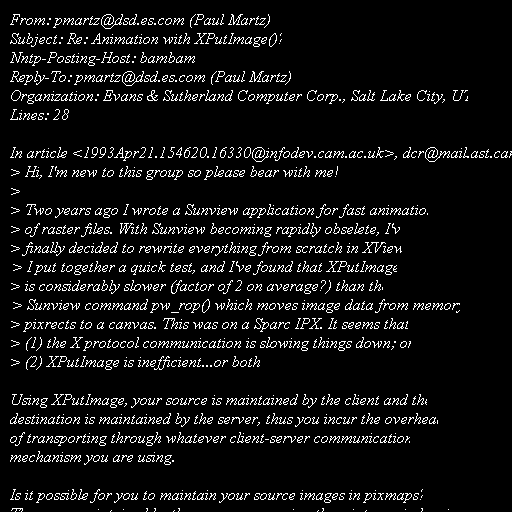 From: pmartz@dsd.es.com (Paul Martz)
Subject: Re: Animation with XPutImage()?
Nntp-Posting-Host: bambam
Reply-To: pmartz@dsd.es.com (Paul Martz)
Organization: Evans & Sutherland Computer Corp., Salt Lake City, UT
Lines: 28

In article <1993Apr21.154620.16330@infodev.cam.ac.uk>, dcr@mail.ast.cam
> Hi, I'm new to this group so please bear with me!
>
> Two years ago I wrote a Sunview application for fast animation
> of raster files. With Sunview becoming rapidly obselete, I'v
> finally decided to rewrite everything from scratch in XView
> I put together a quick test, and I've found that XPutImage
> is considerably slower (factor of 2 on average?) than the
> Sunview command pw_rop() which moves image data from memory
> pixrects to a canvas. This was on a Sparc IPX. It seems that
> (1) the X protocol communication is slowing things down; or
> (2) XPutImage is inefficient...or both

Using XPutImage, your source is maintained by the client and the
destination is maintained by the server, thus you incur the overhead
of transporting through whatever client-server communication
mechanism you are using.

Is it possible for you to maintain your source images in pixmaps?